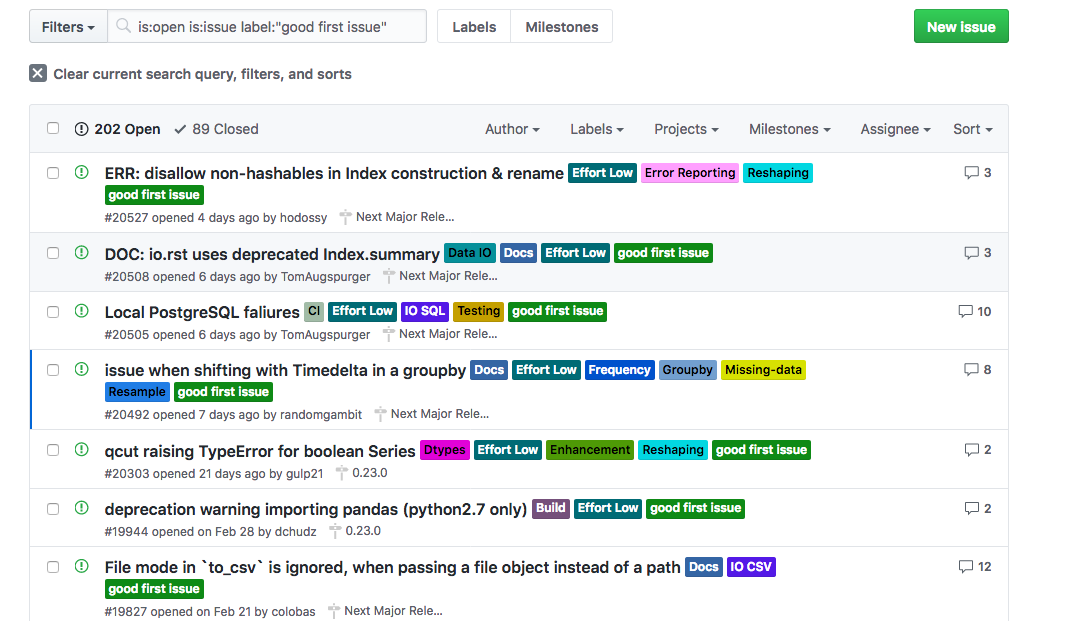 Filters is:open is:issue label:"good first issue" Labels Milestones New issue
Clear current search query, filters, and sorts
202 Open 89 Closed Author Labels Projects Milestones Assignee Sort
ERR: disallow non-hashables in Index construction & rename Effort Low Error Reporting Reshaping 3
good first issue
#20527 opened 4 days ago by hodossy Next Major Rele...
DOC: io.rst uses deprecated Index.summary Data IO Docs Effort Low good first issue 3
#20508 opened 6 days ago by TomAugspurger Next Major Rele...
Local PostgreSQL faliures CI Effort Low IO SQL Testing good first issue 10
#20505 opened 6 days ago by TomAugspurger Next Major Rele...
issue when shifting with Timedelta in a groupby Docs Effort Low Frequency Groupby Missing-data 8
Resample good first issue
#20492 opened 7 days ago by randomgambit Next Major Rele...
qcut raising TypeError for boolean Series Dtypes Effort Low Enhancement Reshaping good first issue 2
#20303 opened 21 days ago by gulp21 0.23.0
deprecation warning importing pandas (python2.7 only) Build Effort Low good first issue 2
#19944 opened on Feb 28 by dchudz 0.23.0
File mode in `to_csv` is ignored, when passing a file object instead of a path Docs IO CSV 12
good first issue
#19827 opened on Feb 21 by colobas Next Major Rele...